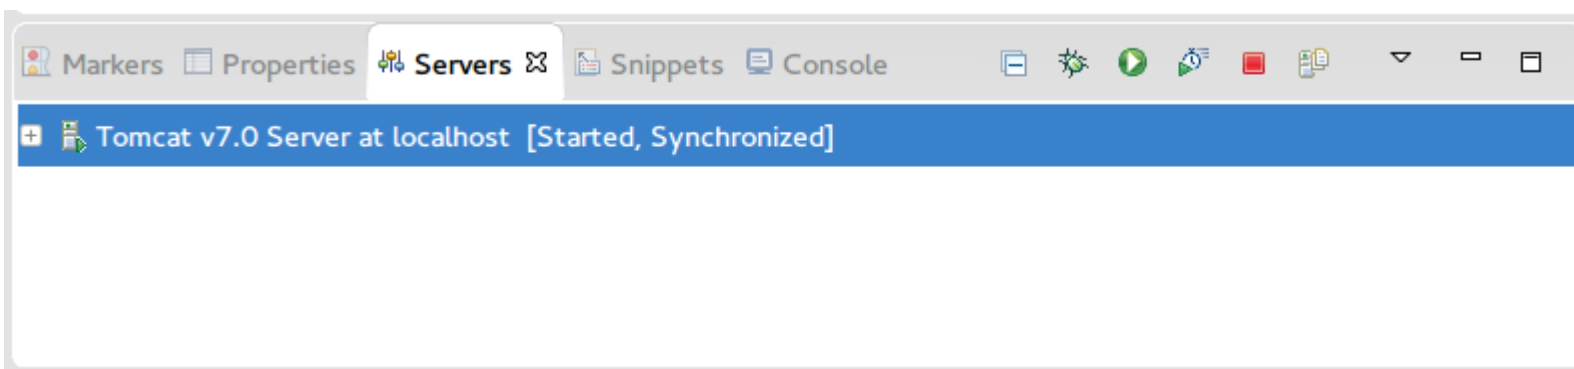 Markers Properties Servers Snippets Console
Tomcat v7.0 Server at localhost [Started, Synchronized]